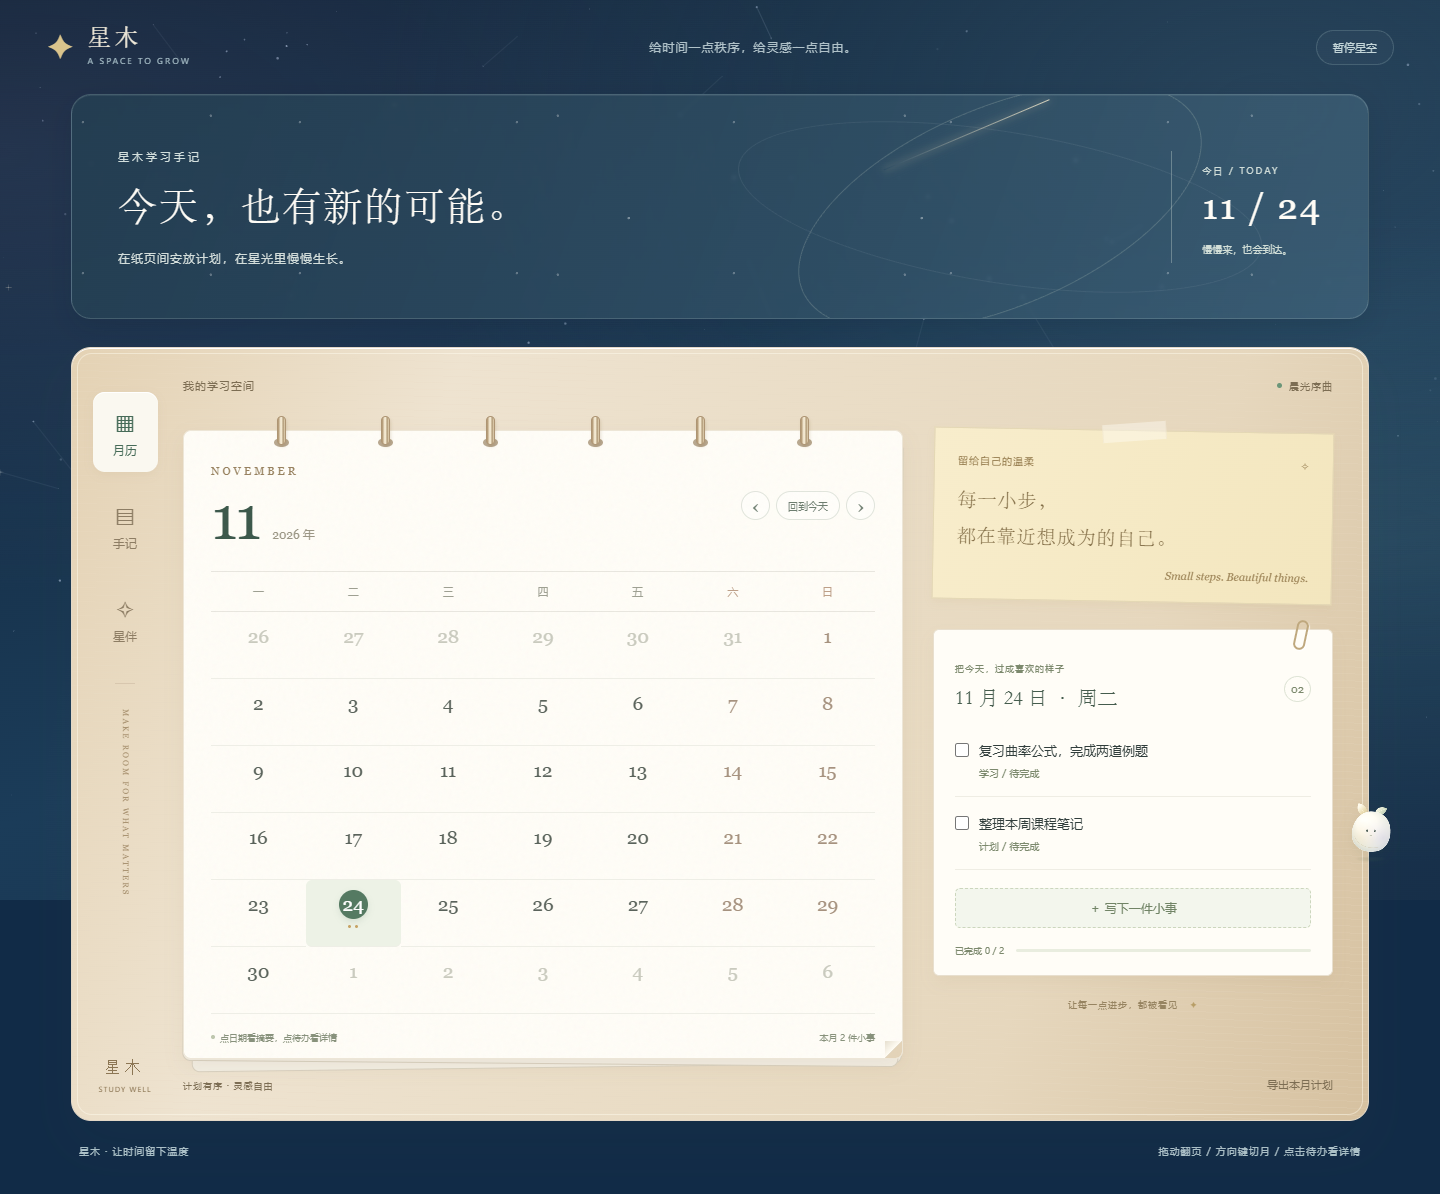 星木
A SPACE TO GROW
给时间一点秩序，给灵感一点自由。
暂停星空
星木学习手记
今天，也有新的可能。
在纸页间安放计划，在星光里慢慢生长。
今日 / TODAY
11 / 24
慢慢来，也会到达。
我的学习空间
晨光序曲
月历
手记
星伴
MAKE ROOM FOR WHAT MATTERS
星木
STUDY WELL
NOVEMBER
11 2026 年
回到今天
一 二 三 四 五 六 日
26 27 28 29 30 31 1
2 3 4 5 6 7 8
9 10 11 12 13 14 15
16 17 18 19 20 21 22
23 24 25 26 27 28 29
30 1 2 3 4 5 6
点日期看摘要，点待办看详情
本月 2 件小事
计划有序 · 灵感自由
留给自己的温柔
每一小步，
都在靠近想成为的自己。
Small steps. Beautiful things.
把今天，过成喜欢的样子
11 月 24 日 · 周二
02
复习曲率公式，完成两道例题
学习 / 待完成
整理本周课程笔记
计划 / 待完成
+ 写下一件小事
已完成 0 / 2
让每一点进步，都被看见
导出本月计划
星木 · 让时间留下温度
拖动翻页 / 方向键切月 / 点击待办看详情